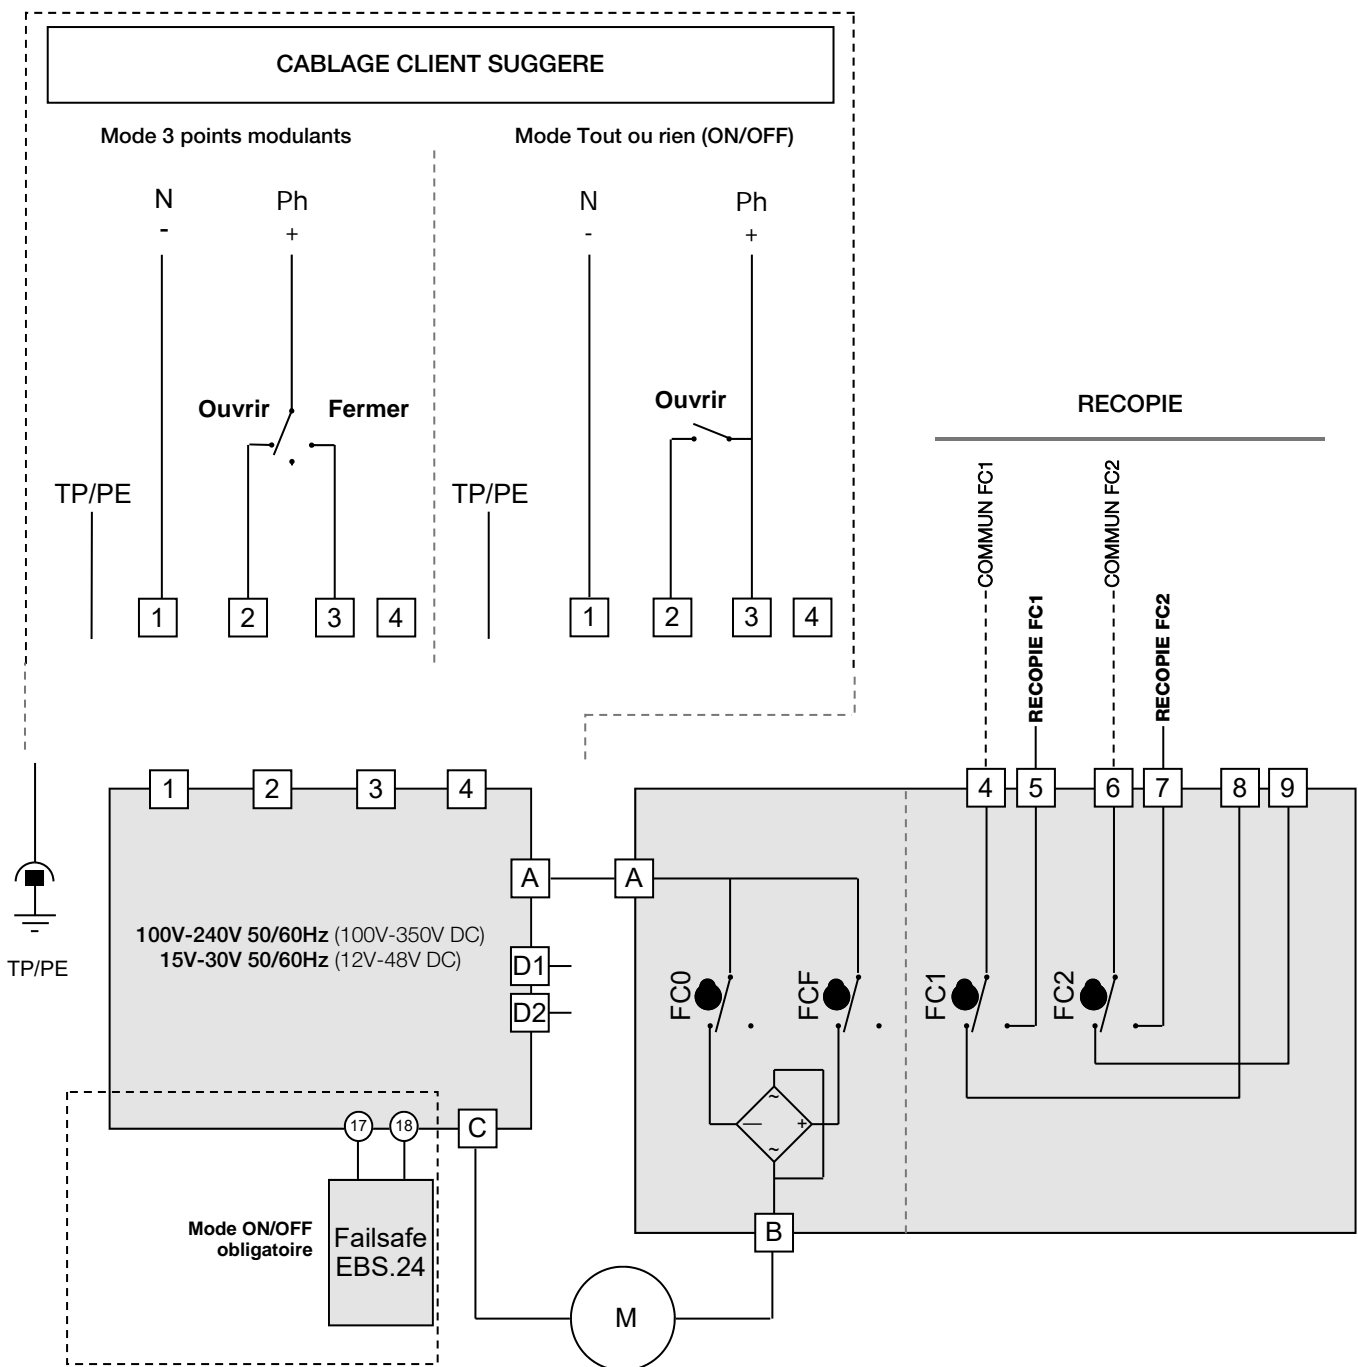 CABLAGE CLIENT SUGGERE
Mode 3 points modulants
Mode Tout ou rien (ON/OFF)
N
Ph
N
Ph
-
+
-
+
Ouvrir
Fermer
Ouvrir
RECOPIE
TP/PE
TP/PE
COMMUN FC1
COMMUN FC2
RECOPIE FC1
RECOPIE FC2
1
2
3
4
1
2
3
4
1
2
3
4
4
5
6
7
8
9
A
A
100V-240V 50/60Hz (100V-350V DC)
15V-30V 50/60Hz (12V-48V DC)
D1
D2
TP/PE
FC0
FCF
FC1
FC2
~
—
+
~
17
18
C
Mode ON/OFF
obligatoire
Failsafe
EBS.24
B
M